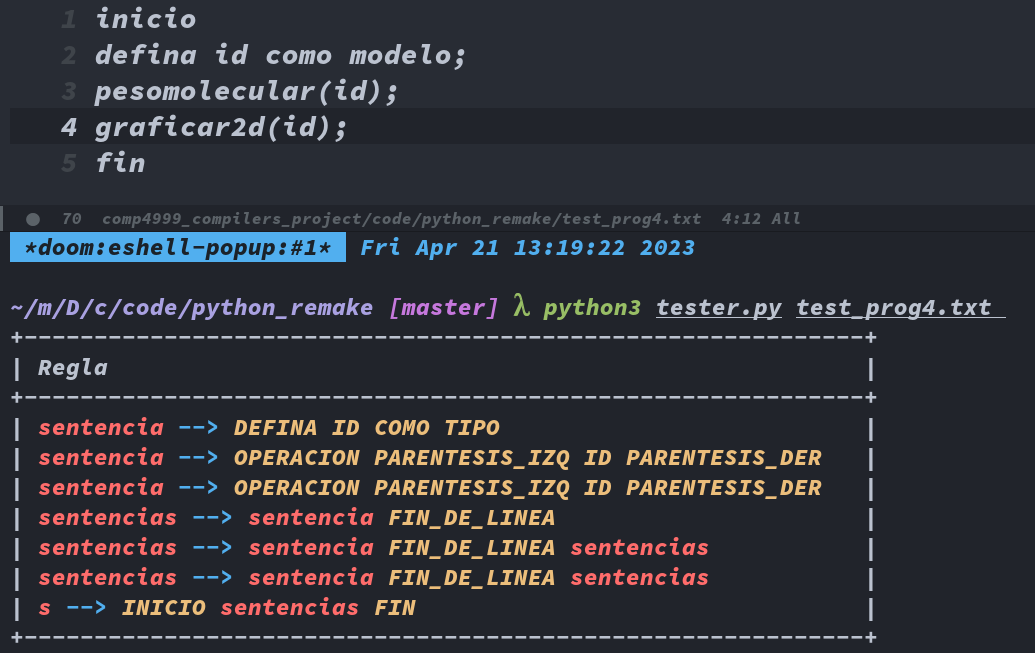 1 inicio
2 defina id como modelo;
3 pesomolecular(id);
4 graficar2d(id);
5 fin
70 comp4999_compilers_project/code/python_remake/test_prog4.txt 4:12 All
*doom:eshell-popup:#1* Fri Apr 21 13:19:22 2023
~/m/D/c/code/python_remake [master] λ python3 tester.py test_prog4.txt
+------------------------------------------------------------+
| Regla |
+------------------------------------------------------------+
| sentencia --> DEFINA ID COMO TIPO |
| sentencia --> OPERACION PARENTESIS_IZQ ID PARENTESIS_DER |
| sentencia --> OPERACION PARENTESIS_IZQ ID PARENTESIS_DER |
| sentencias --> sentencia FIN_DE_LINEA |
| sentencias --> sentencia FIN_DE_LINEA sentencias |
| sentencias --> sentencia FIN_DE_LINEA sentencias |
| s --> INICIO sentencias FIN |
+------------------------------------------------------------+